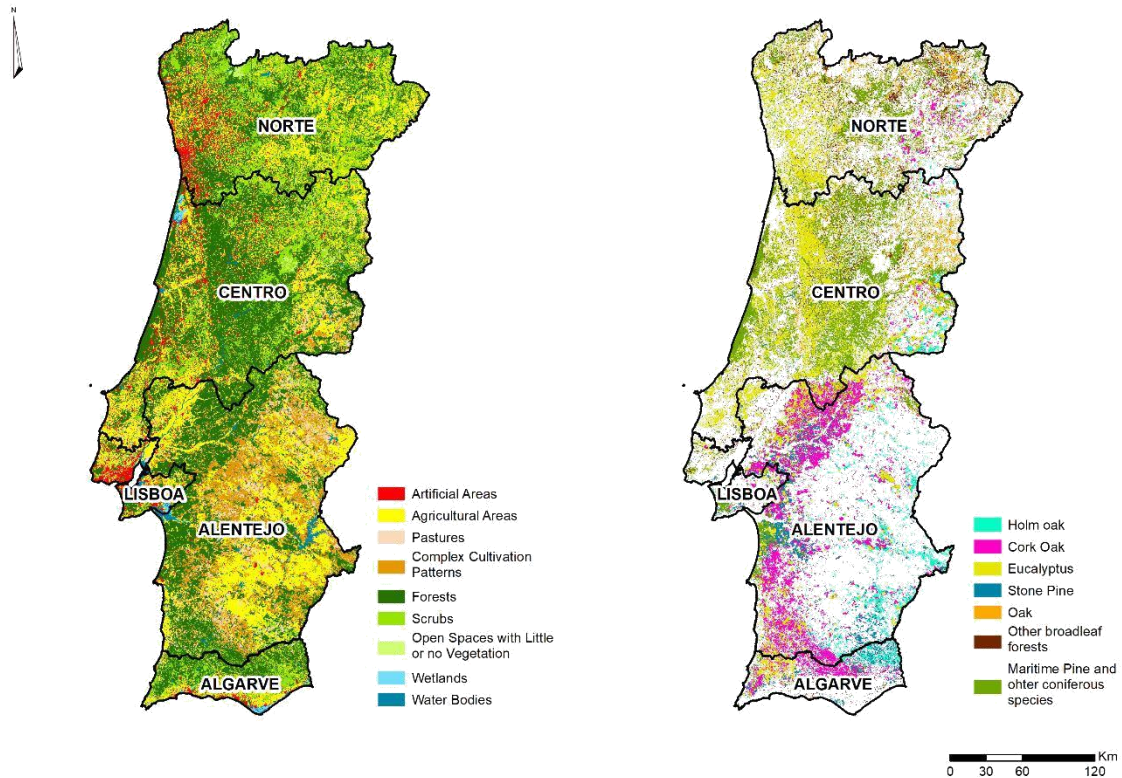 N
NORTE
CENTRO
LISBOA
ALENTEJO
ALGARVE
Artificial Areas
Agricultural Areas
Pastures
Complex Cultivation
Patterns
Forests
Scrubs
Open Spaces with Little
or no Vegetation
Wetlands
Water Bodies
NORTE
CENTRO
LISBOA
ALENTEJO
ALGARVE
Holm oak
Cork Oak
Eucalyptus
Stone Pine
Oak
Other broadleaf
forests
Maritime Pine and
ohter coniferous
species
Km
0 30 60 120